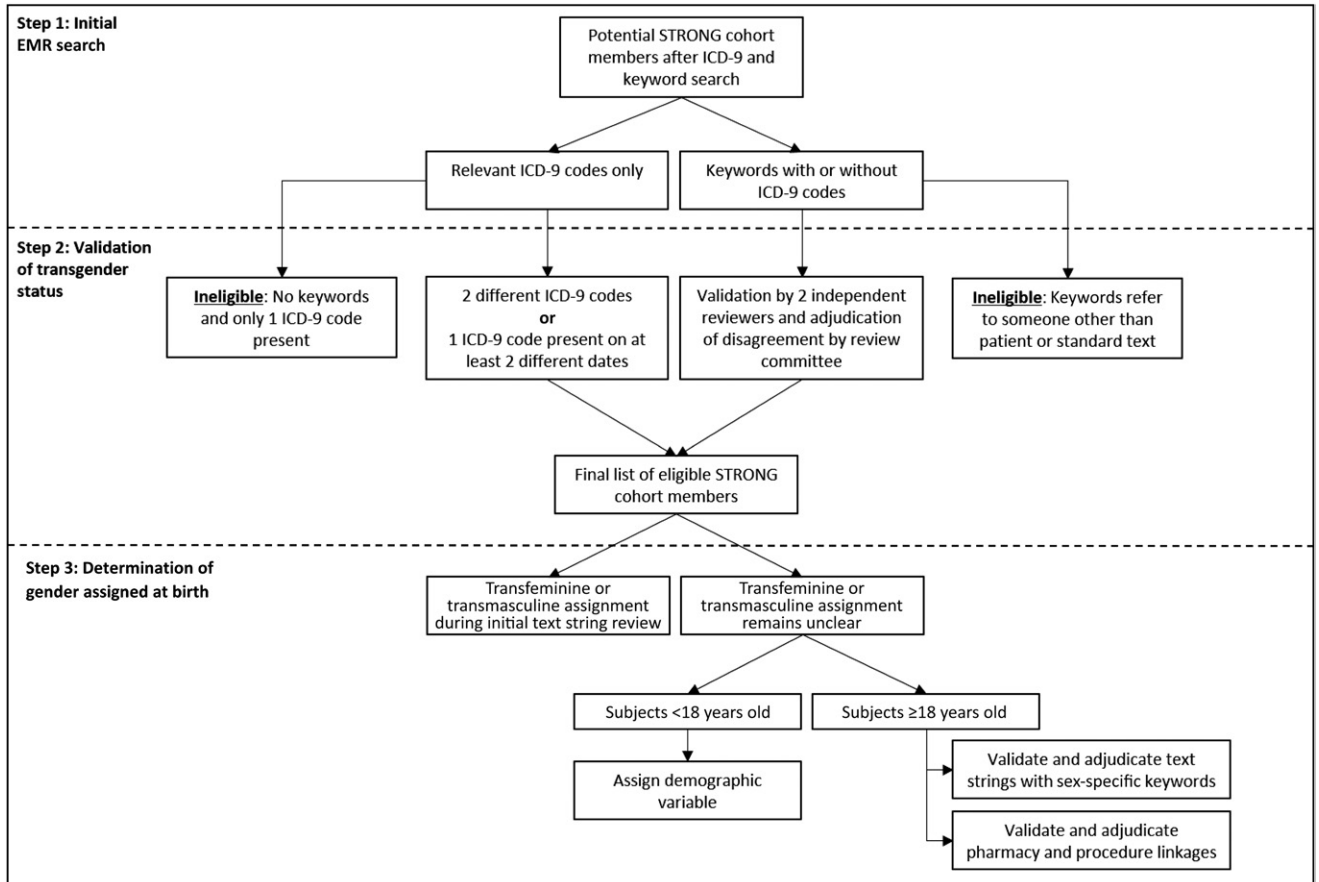 Step 1: Initial
EMR search
Potential STRONG cohort
members after ICD-9 and
keyword search
Relevant ICD-9 codes only
Keywords with or without
ICD-9 codes
Step 2: Validation
of transgender
status
Ineligible: No keywords
and only 1 ICD-9 code
present
2 different ICD-9 codes
or
1 ICD-9 code present on at
least 2 different dates
Validation by 2 independent
reviewers and adjudication
of disagreement by review
committee
Ineligible: Keywords refer
to someone other than
patient or standard text
Final list of eligible STRONG
cohort members
Step 3: Determination of
gender assigned at birth
Transfeminine or
transmasculine assignment
during initial text string review
Transfeminine or
transmasculine assignment
remains unclear
Subjects <18 years old
Subjects ≥18 years old
Assign demographic
variable
Validate and adjudicate text
strings with sex-specific keywords
Validate and adjudicate
pharmacy and procedure linkages